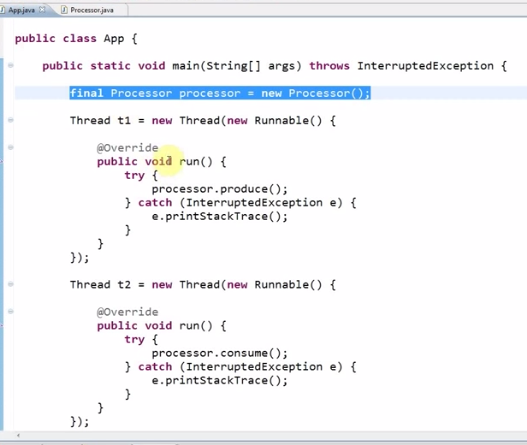 App.java
Processor.java
public class App {
public static void main(String[] args) throws InterruptedException {
final Processor processor = new Processor();
Thread t1 = new Thread(new Runnable() {
@Override
public void run() {
try {
processor.produce();
} catch (InterruptedException e) {
e.printStackTrace();
}
}
});
Thread t2 = new Thread(new Runnable() {
@Override
public void run() {
try {
processor.consume();
} catch (InterruptedException e) {
e.printStackTrace();
}
}
});